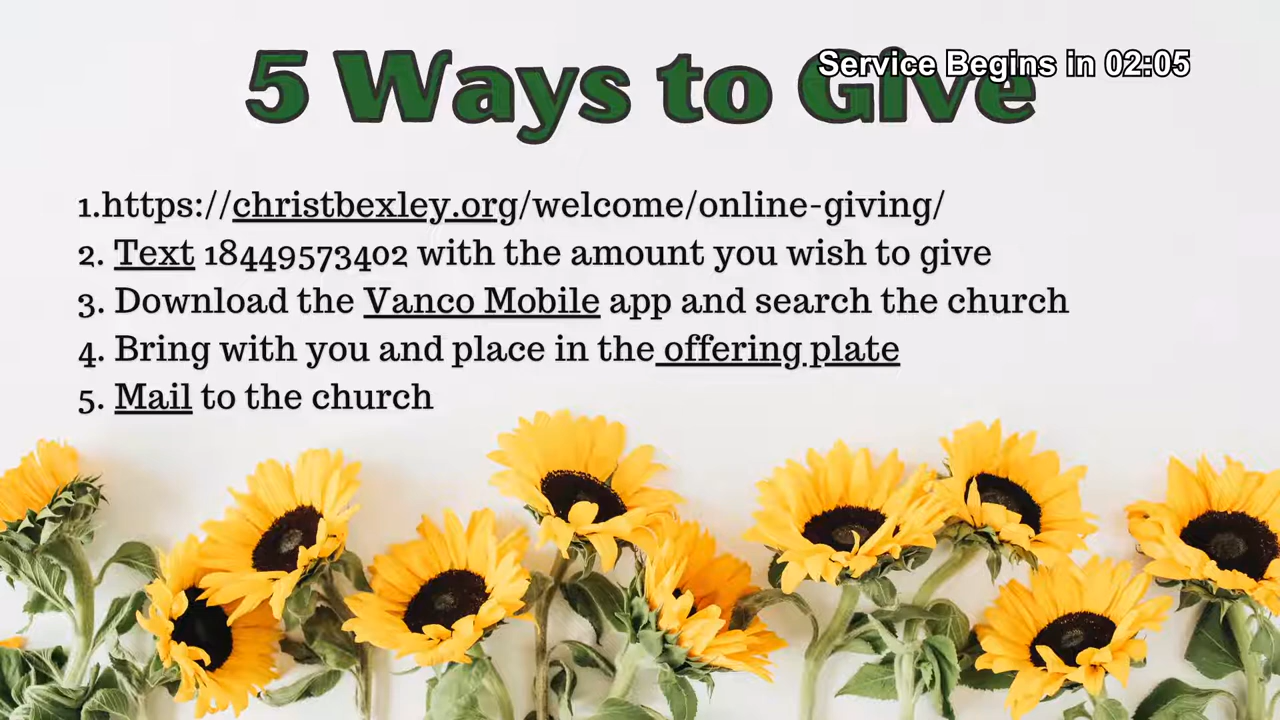 5 Ways to Give
Service Begins in 02:05
1.https://christbexley.org/welcome/online-giving/
2. Text 18449573402 with the amount you wish to give
3. Download the Vanco Mobile app and search the church
4. Bring with you and place in the offering plate
5. Mail to the church